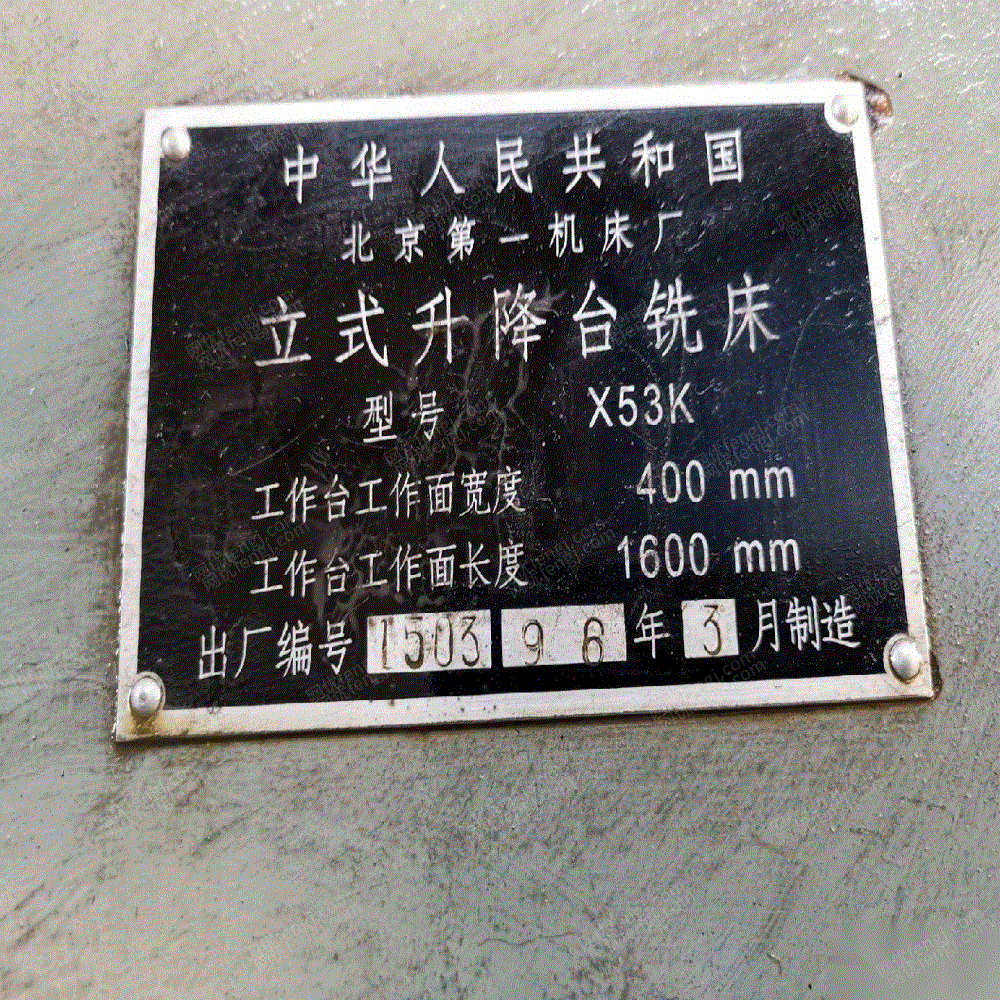 中华人民共和国
北京第一机床厂
立式升降台铣床
型号 X53K
工作台工作面宽度 400 mm
工作台工作面长度 1600 mm
出厂编号 1503 96年3月制造